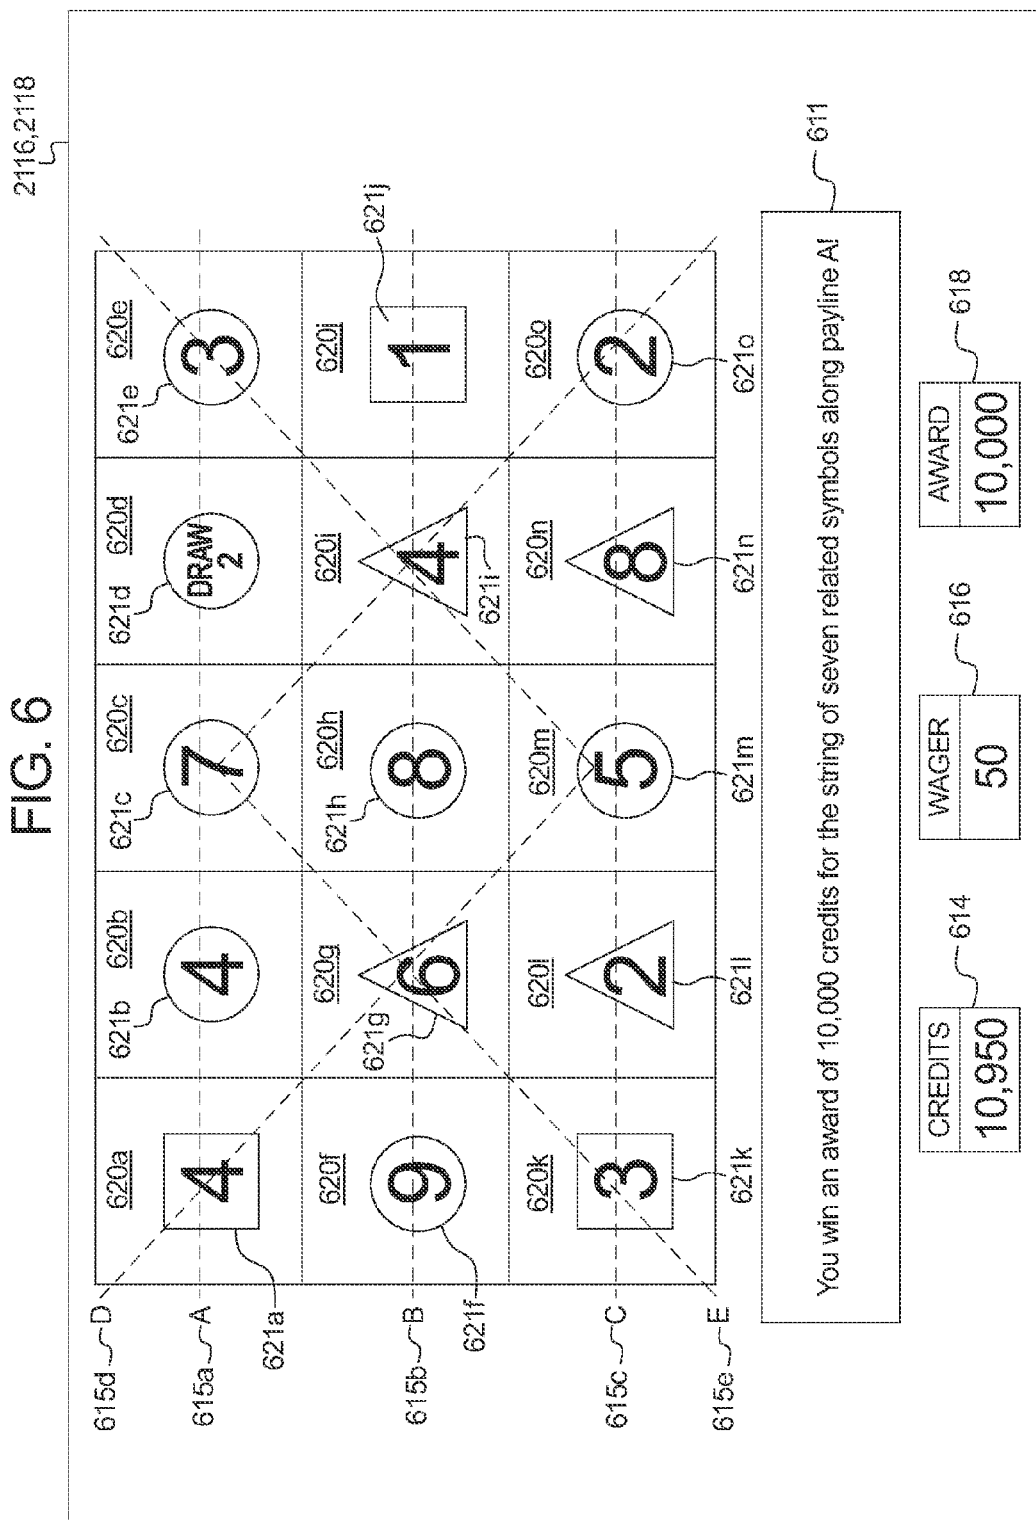 FIG. 6
2116,2118
620a
620b
620c
620d
620e
615d D
4
4
7
DRAW
2
3
615a A
621a
621b
621c
621d
621e
620f
620g
620h
620i
620j
615b B
9
6
8
4
1
621f
621g
621h
621i
621j
620k
620l
620m
620n
620o
615c C
3
2
5
8
2
615e E
621k
621l
621m
621n
621o
You win an award of 10,000 credits for the string of seven related symbols along payline A!
611
CREDITS
10,950
614
WAGER
50
616
AWARD
10,000
618